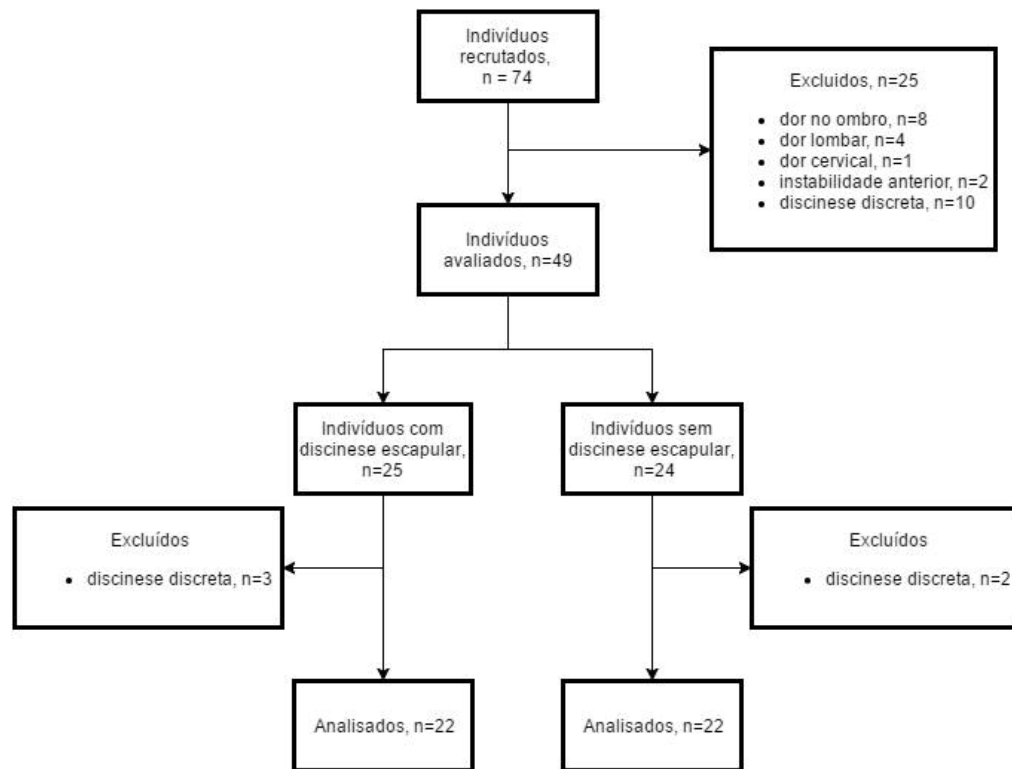 Indivíduos
recrutados,
n = 74
Excluidos, n=25
• dor no ombro, n=8
• dor lombar, n=4
• dor cervical, n=1
• instabilidade anterior, n=2
• discinese discreta, n=10
Indivíduos
avaliados, n=49
Indivíduos com
discinese escapular,
n=25
Indivíduos sem
discinese escapular,
n=24
Excluídos
• discinese discreta, n=3
Excluídos
• discinese discreta, n=2
Analisados, n=22
Analisados, n=22